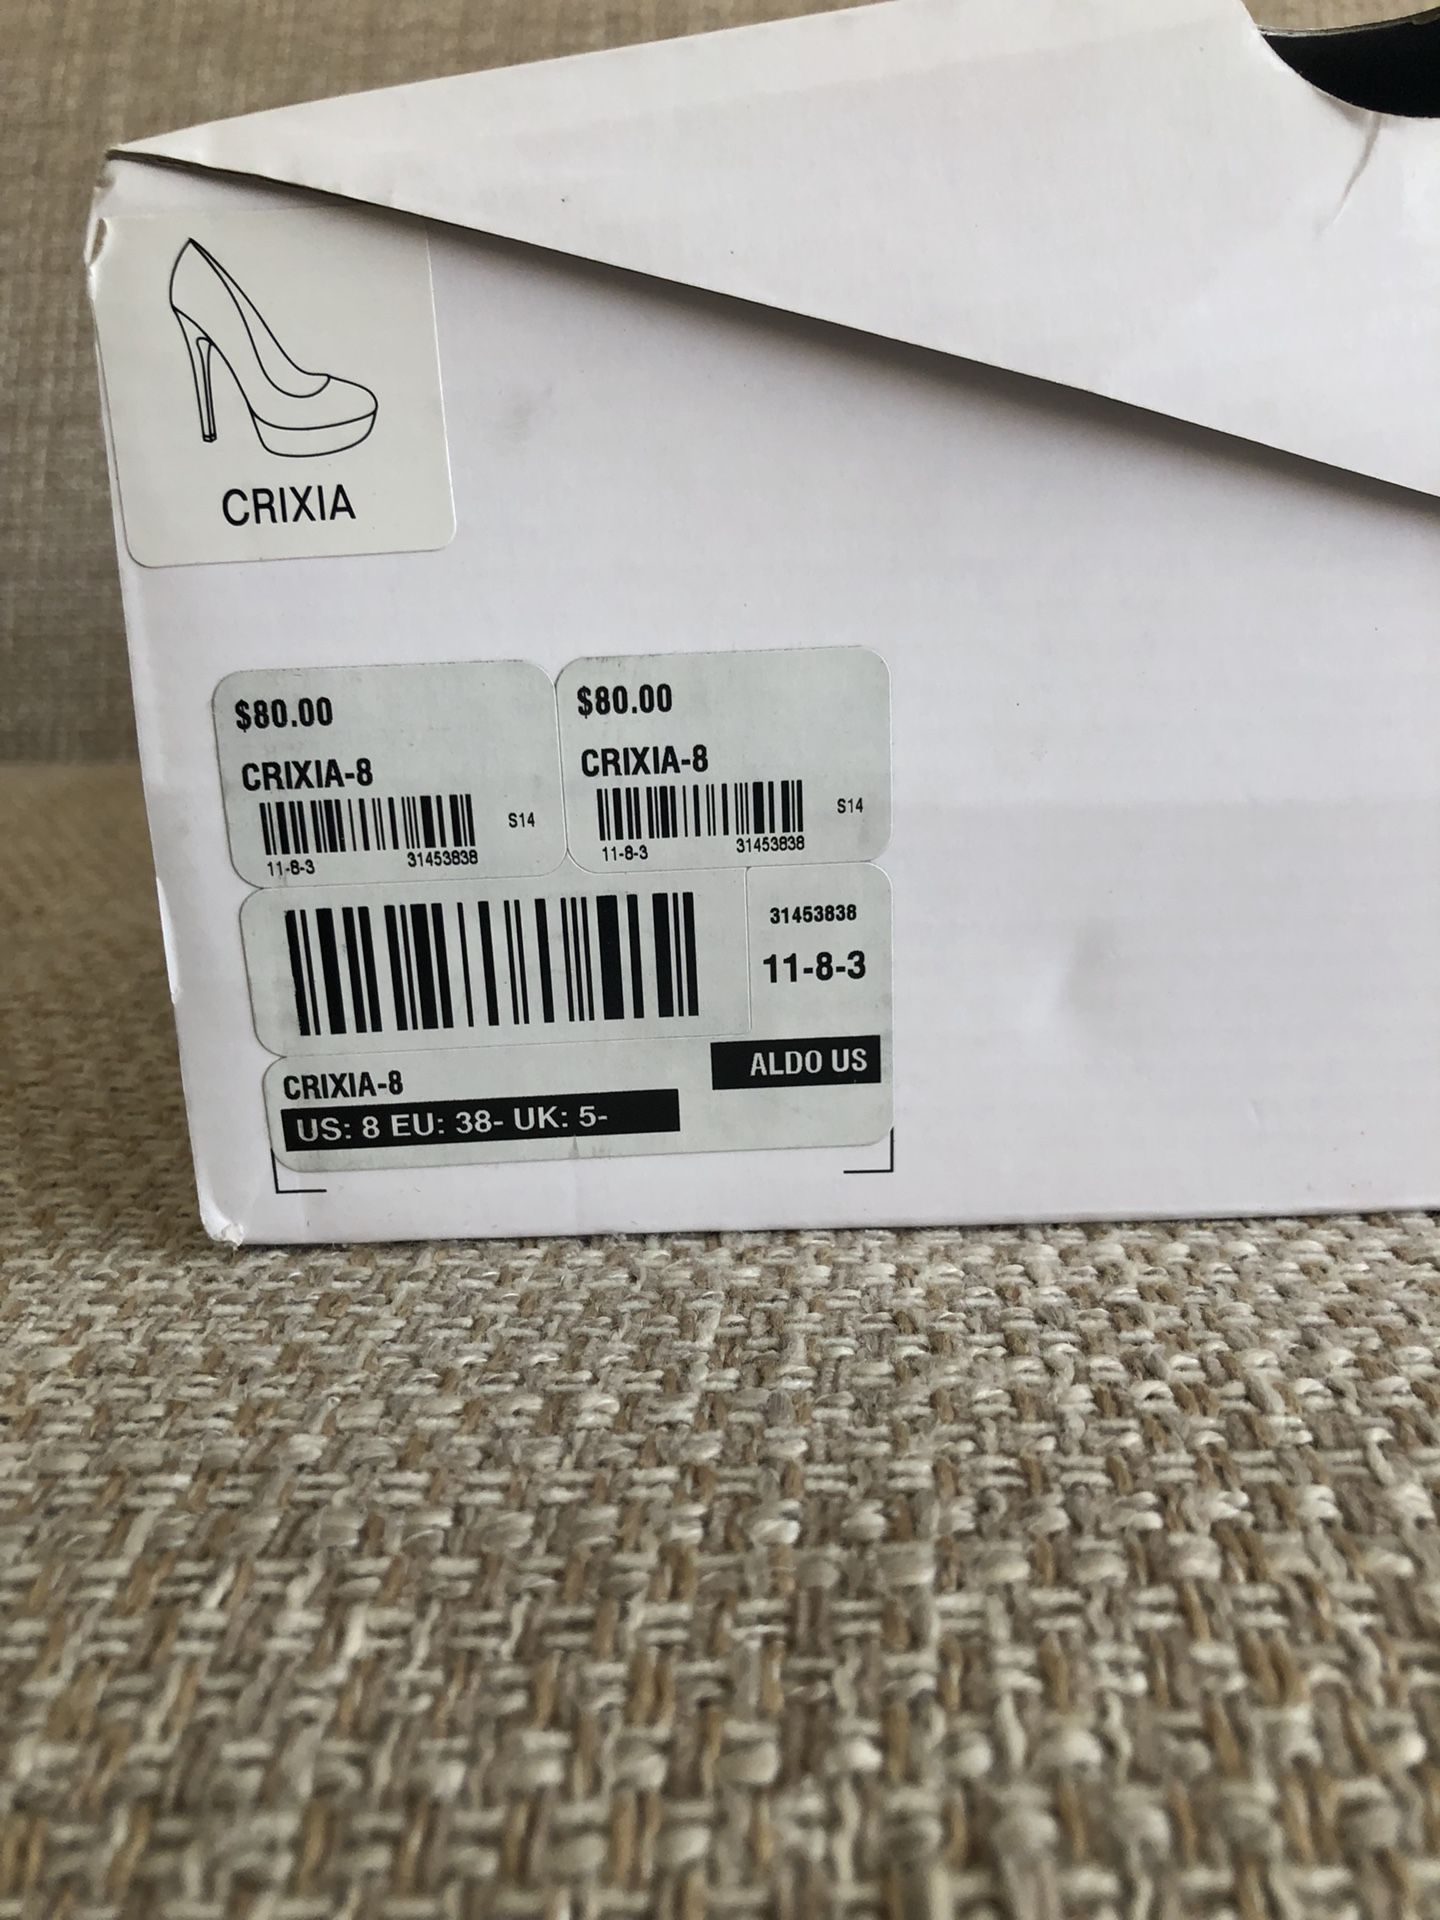 CRIXIA
$80.00
CRIXIA-8
S14
11-8-3 31453838
$80.00
CRIXIA-8
S14
11-8-3 31453838
31453838
11-8-3
ALDO US
CRIXIA-8
US: 8 EU: 38- UK: 5-